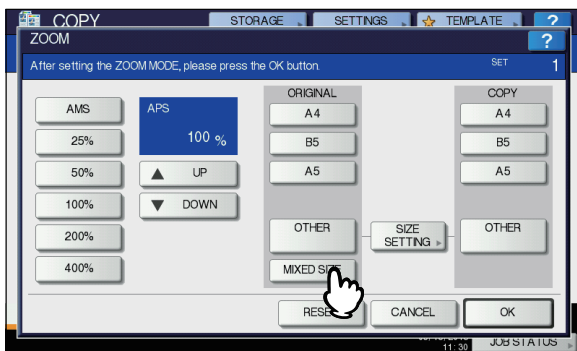 COPY
STORAGE
SETTINGS
TEMPLATE
?
ZOOM
?
After setting the ZOOM MODE, please press the OK button.
SET 1
ORIGINAL
COPY
AMS
APS
100 %
A4
A4
25%
B5
B5
50%
UP
A5
A5
100%
DOWN
200%
OTHER
SIZE
SETTING
OTHER
400%
MIXED SIZE
CANCEL
OK
11:30
JOB STATUS